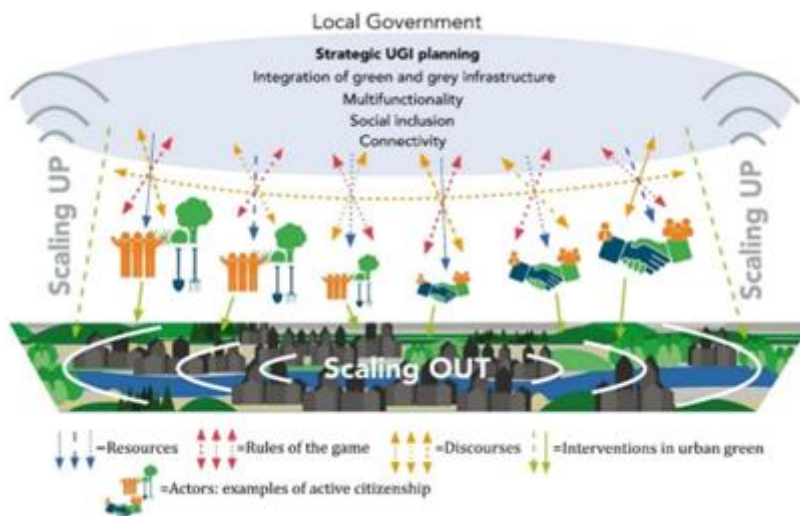 Local Government
Strategic UGI planning
Integration of green and grey infrastructure
Multifunctionality
Social inclusion
Connectivity
Scaling UP
Scaling UP
Scaling OUT
=Resources
=Rules of the game
=Discourses
=Interventions in urban green
=Actors: examples of active citizenship